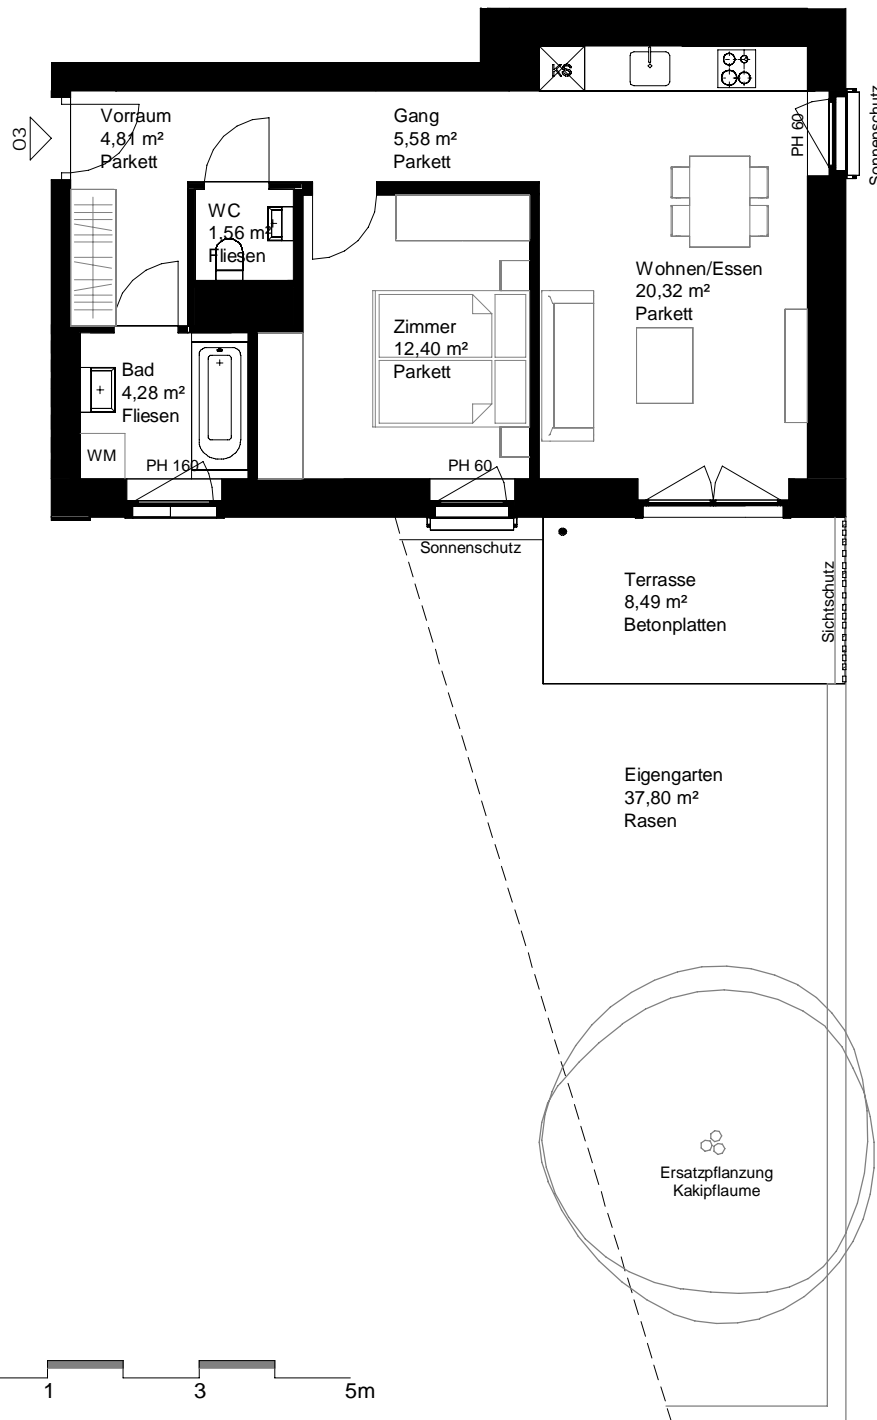 KS
Vorraum
4,81 m²
Parkett
Gang
5,58 m²
Parkett
PH 60
Sonnenschutz
03
WC
1,56 m²
Fliesen
Wohnen/Essen
20,32 m²
Parkett
Zimmer
12,40 m²
Parkett
Bad
4,28 m²
Fliesen
WM
PH 160
PH 60
Sonnenschutz
Terrasse
8,49 m²
Betonplatten
Sichtschutz
Eigengarten
37,80 m²
Rasen
Ersatzpflanzung
Kakipflaume
1 3 5m